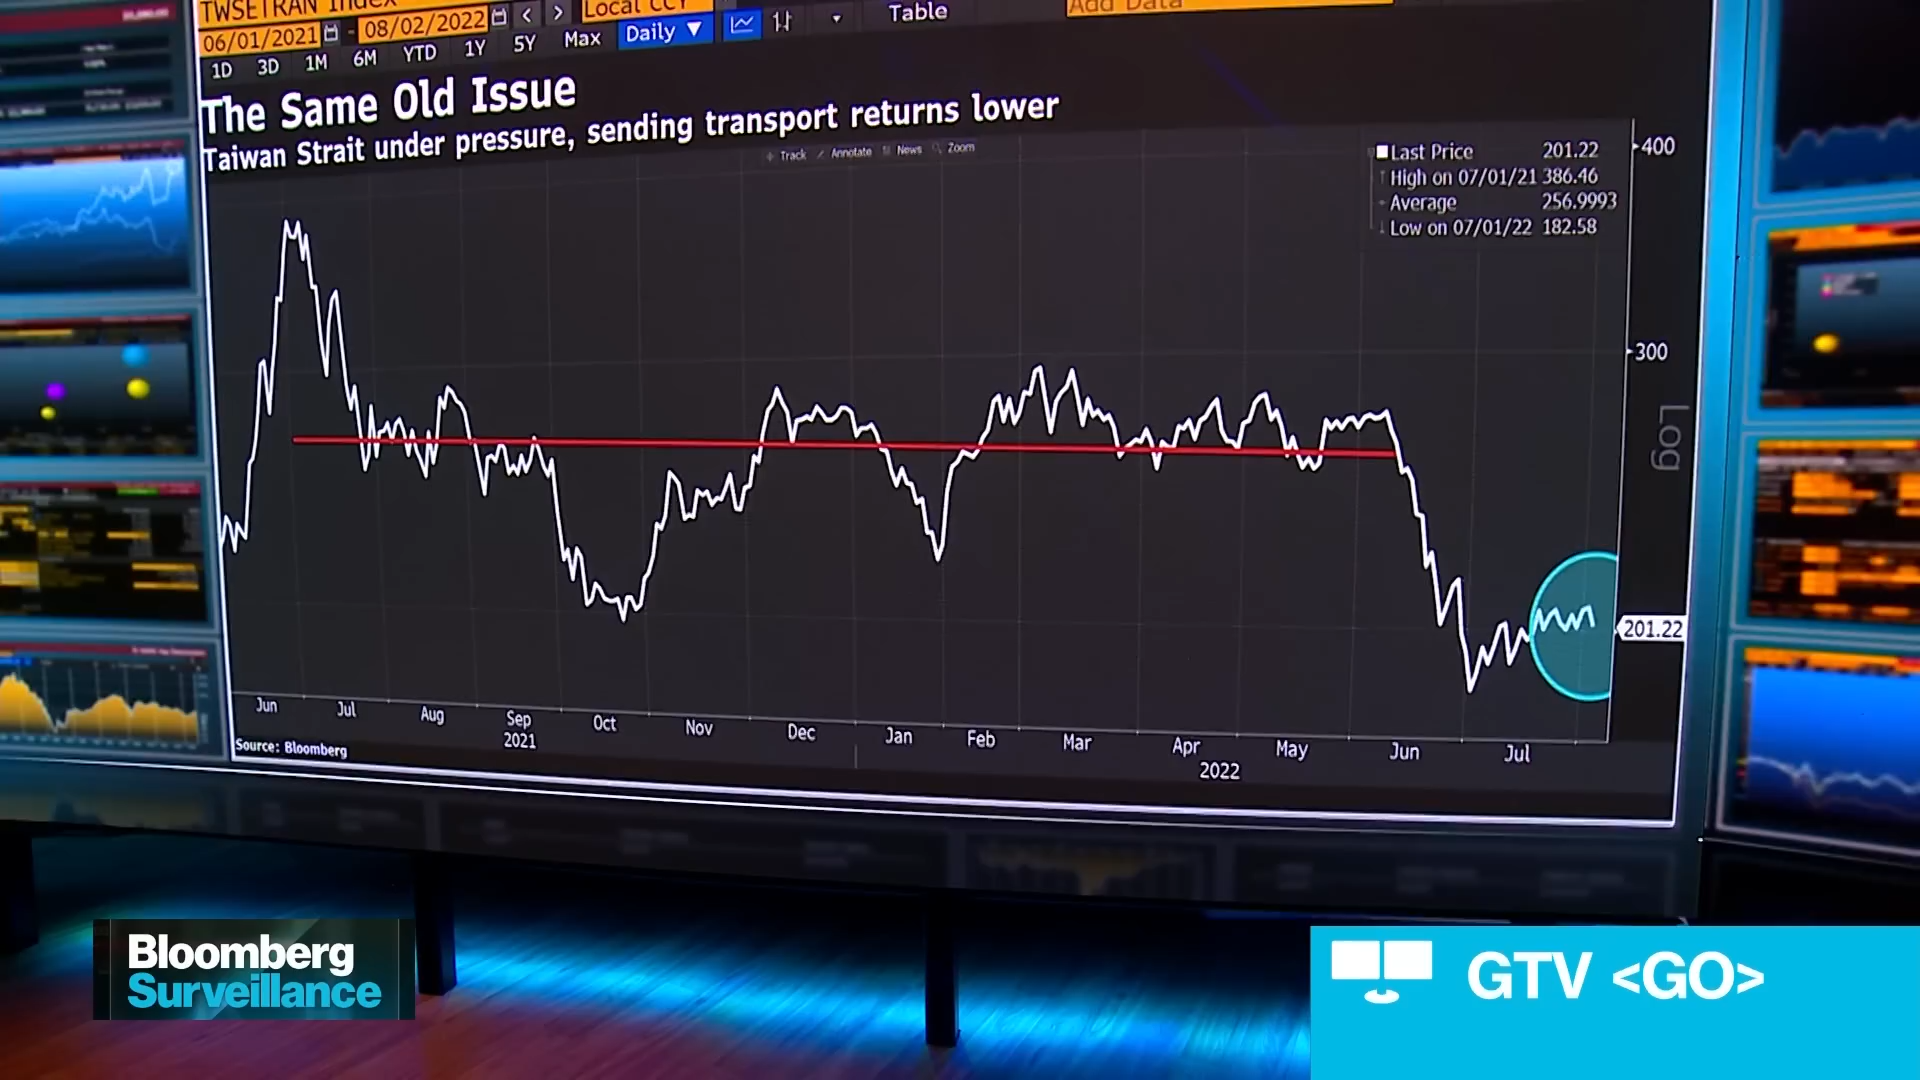 TWSETRAN Index
Local CCY
Add Data
06/01/2021 - 08/02/2022
1D 3D 1M 6M YTD 1Y 5Y Max Daily ▼ Table
The Same Old Issue
Taiwan Strait under pressure, sending transport returns lower
Track Annotate News Zoom
Last Price 201.22
High on 07/01/21 386.46
Average 256.9993
Low on 07/01/22 182.58
400
300
Log
201.22
Jun Jul Aug Sep Oct Nov Dec Jan Feb Mar Apr May Jun Jul
2021 2022
Source: Bloomberg
Bloomberg
Surveillance
GTV <GO>